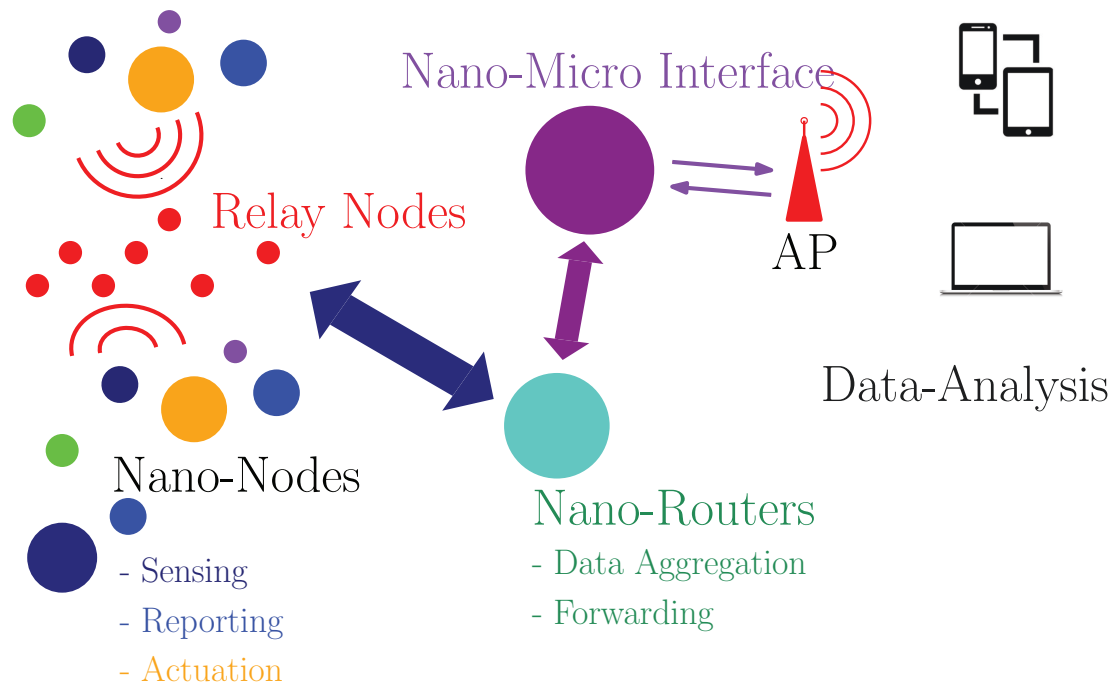 Nano-Micro Interface
Relay Nodes
AP
Data-Analysis
Nano-Nodes
- Sensing
- Reporting
- Actuation
Nano-Routers
- Data Aggregation
- Forwarding